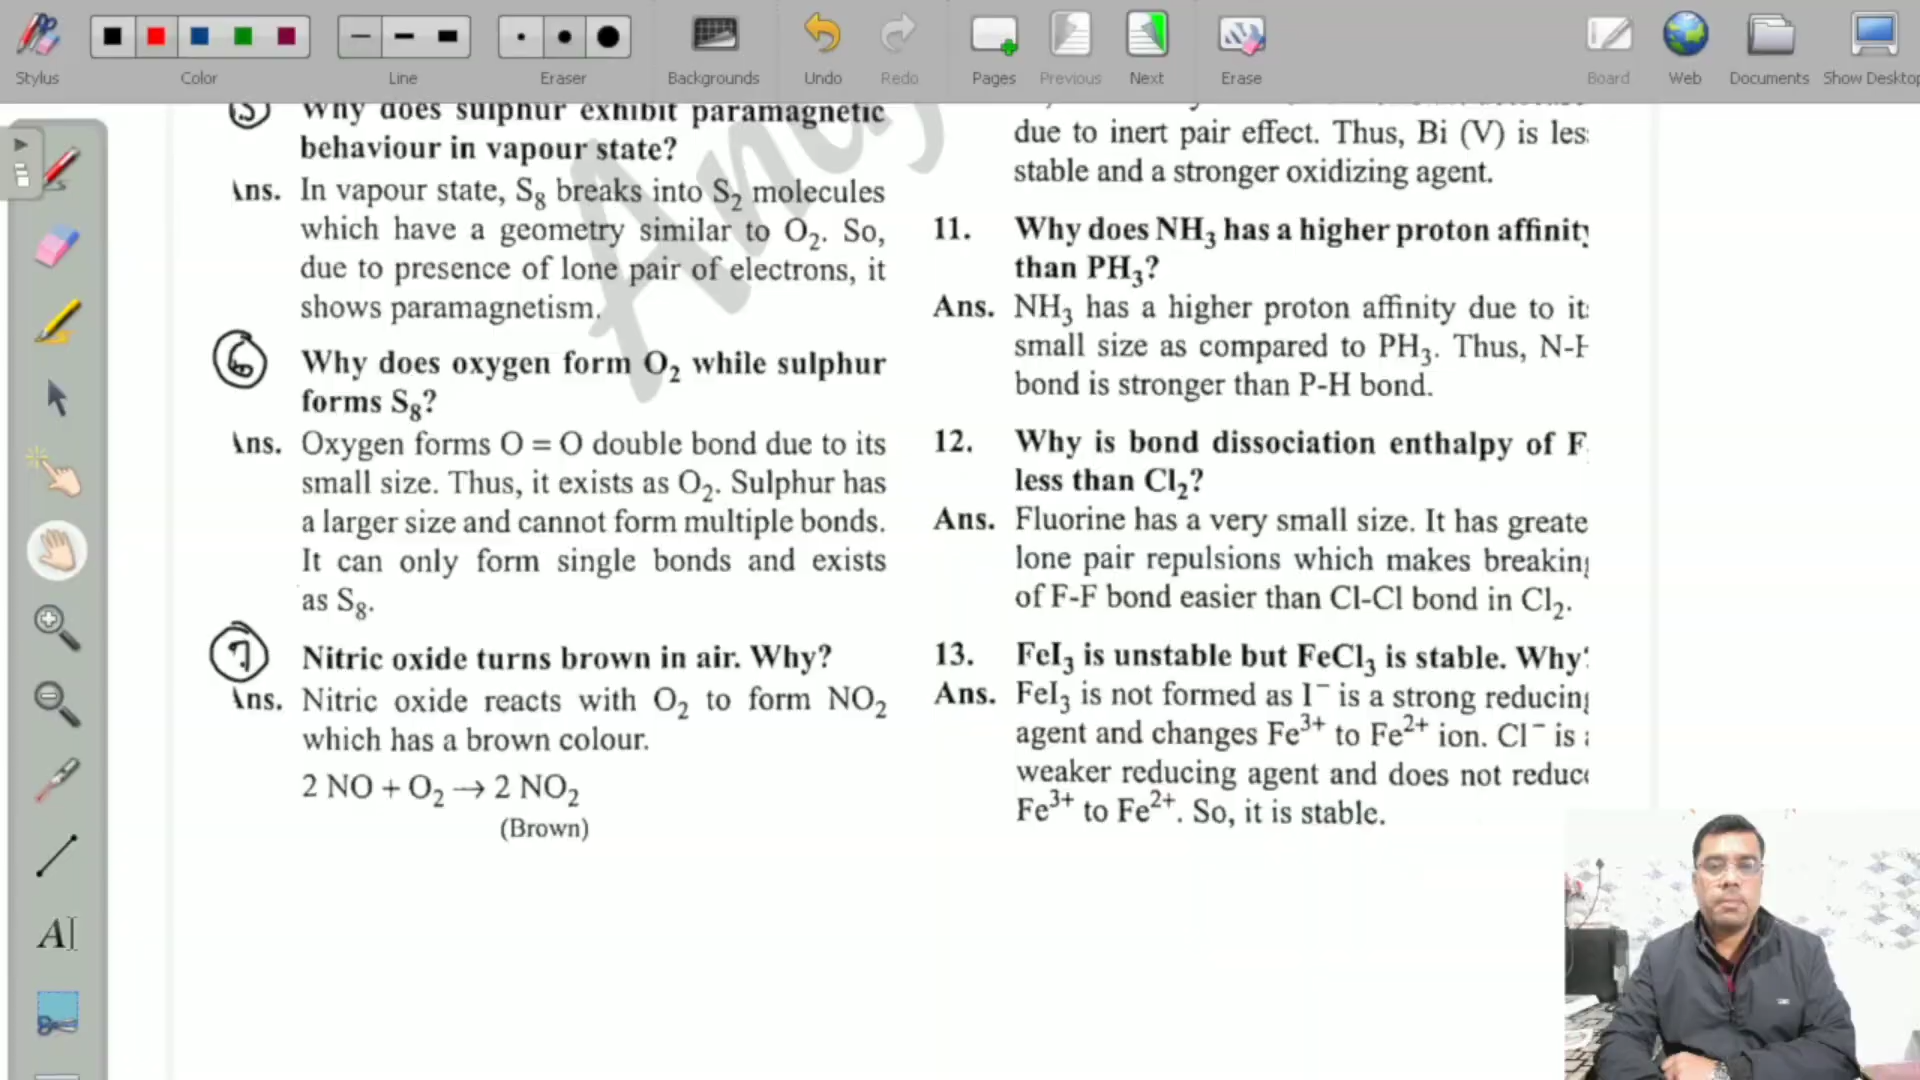 Stylus
Color
Line
Eraser
Backgrounds
Undo
Redo
Pages
Previous
Next
Erase
Board
Web
Documents
Show Desktop
5 Why does sulphur exhibit paramagnetic
behaviour in vapour state?
Ans. In vapour state, S8 breaks into S2 molecules
which have a geometry similar to O2. So,
due to presence of lone pair of electrons, it
shows paramagnetism.
6 Why does oxygen form O2 while sulphur
forms S8?
Ans. Oxygen forms O = O double bond due to its
small size. Thus, it exists as O2. Sulphur has
a larger size and cannot form multiple bonds.
It can only form single bonds and exists
as S8.
7 Nitric oxide turns brown in air. Why?
Ans. Nitric oxide reacts with O2 to form NO2
which has a brown colour.
2 NO + O2 → 2 NO2
(Brown)
due to inert pair effect. Thus, Bi (V) is les
stable and a stronger oxidizing agent.
11. Why does NH3 has a higher proton affinity
than PH3?
Ans. NH3 has a higher proton affinity due to it
small size as compared to PH3. Thus, N-H
bond is stronger than P-H bond.
12. Why is bond dissociation enthalpy of F
less than Cl2?
Ans. Fluorine has a very small size. It has greate
lone pair repulsions which makes breaking
of F-F bond easier than Cl-Cl bond in Cl2.
13. FeI3 is unstable but FeCl3 is stable. Why?
Ans. FeI3 is not formed as I⁻ is a strong reducing
agent and changes Fe3+ to Fe2+ ion. Cl⁻ is a
weaker reducing agent and does not reduce
Fe3+ to Fe2+. So, it is stable.
AI